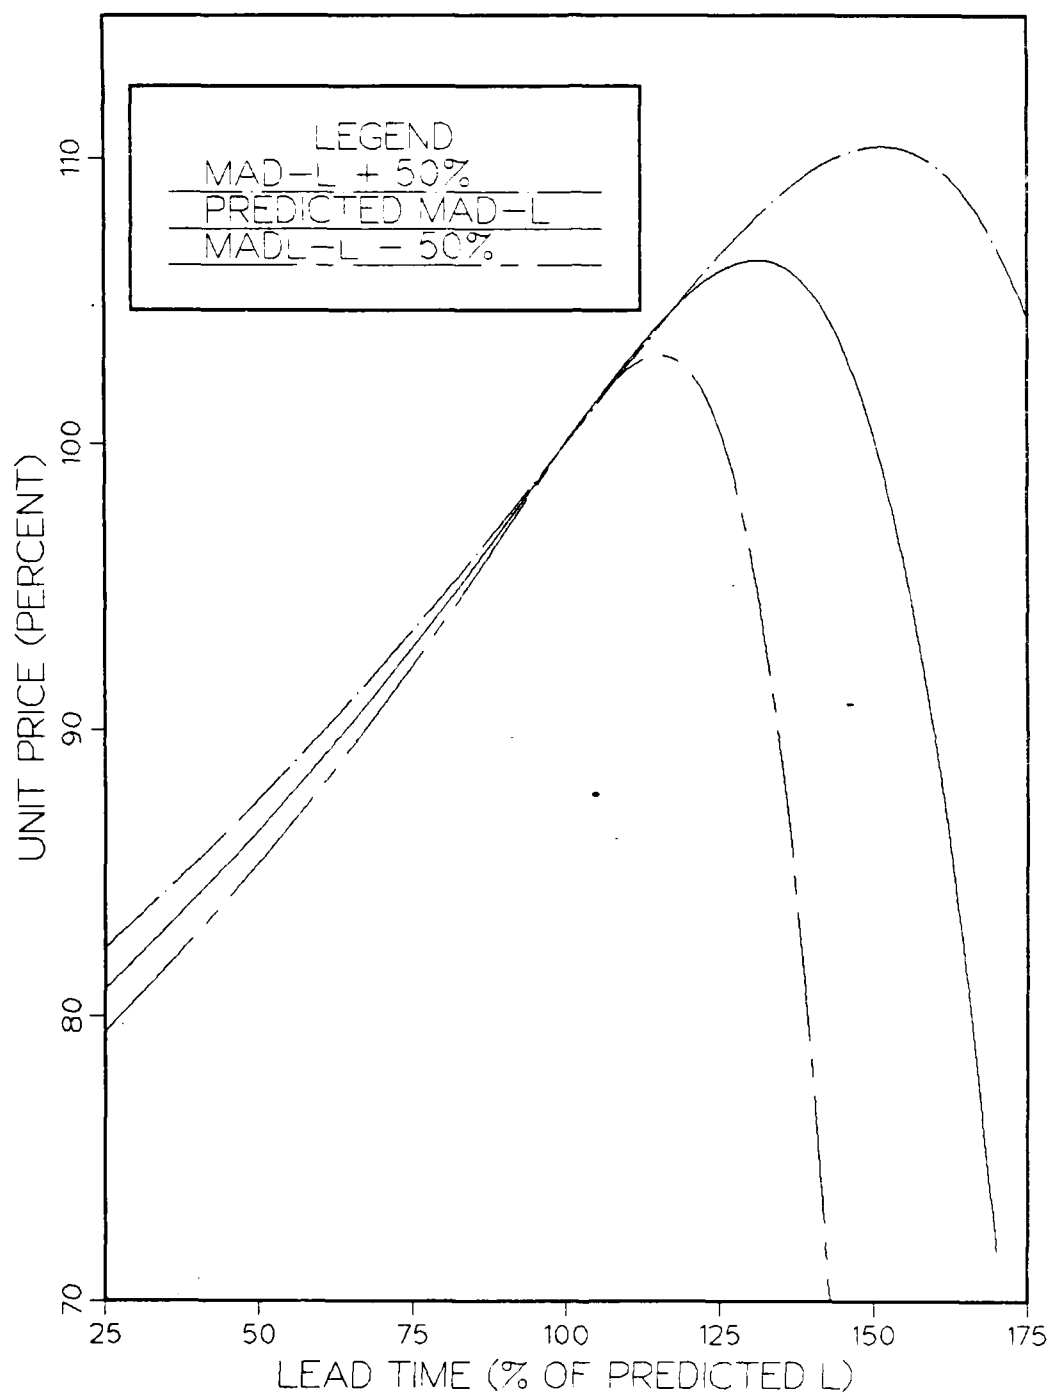 LEGEND
MAD-L + 50%
PREDICTED MAD-L
MADL-L - 50%
110
100
90
80
70
UNIT PRICE (PERCENT)
25 50 75 100 125 150 175
LEAD TIME (% OF PREDICTED L)